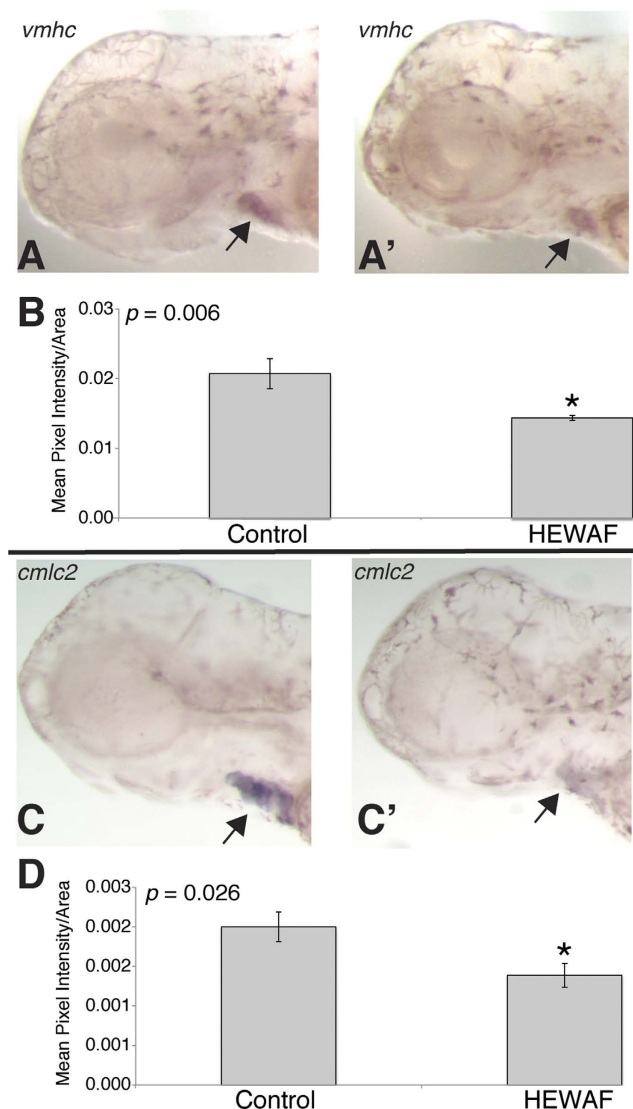 vmhc
vmhc
A
A’
B
p = 0.006
Mean Pixel Intensity/Area
0.03
0.02
0.01
0.00
*
Control
HEWAF
cmlc2
cmlc2
C
C’
D
p = 0.026
Mean Pixel Intensity/Area
0.003
0.002
0.002
0.001
0.001
0.000
*
Control
HEWAF